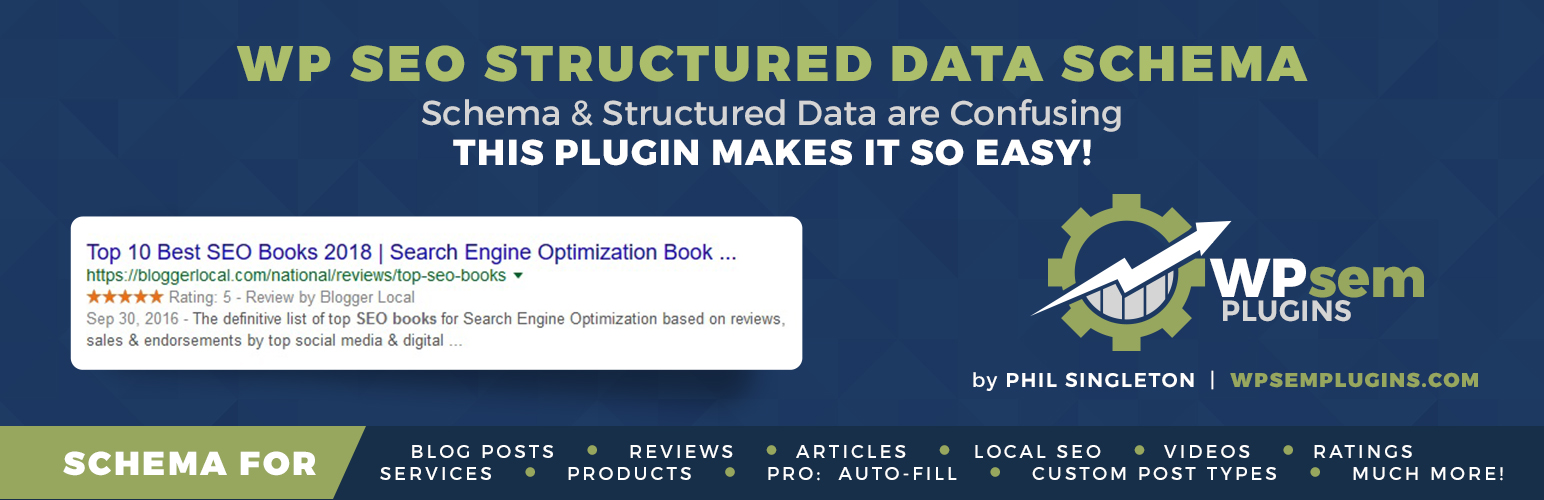 WP SEO STRUCTURED DATA SCHEMA
Schema & Structured Data are Confusing
THIS PLUGIN MAKES IT SO EASY!
Top 10 Best SEO Books 2018 | Search Engine Optimization Book ...
https://bloggerlocal.com/national/reviews/top-seo-books
Rating: 5 - Review by Blogger Local
Sep 30, 2016 - The definitive list of top SEO books for Search Engine Optimization based on reviews,
sales & endorsements by top social media & digital ...
WPsem
PLUGINS
by PHIL SINGLETON | WPSEMPLUGINS.COM
SCHEMA FOR
BLOG POSTS • REVIEWS • ARTICLES • LOCAL SEO • VIDEOS • RATINGS
SERVICES • PRODUCTS • PRO: AUTO-FILL • CUSTOM POST TYPES • MUCH MORE!